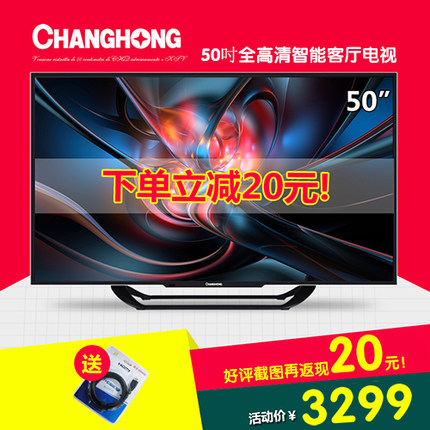 CHANGHONG
50吋全高清智能客厅电视
50”
下单立减20元!
CHANGHONG
送
HDMI
好评截图再返现20元!
活动价¥3299